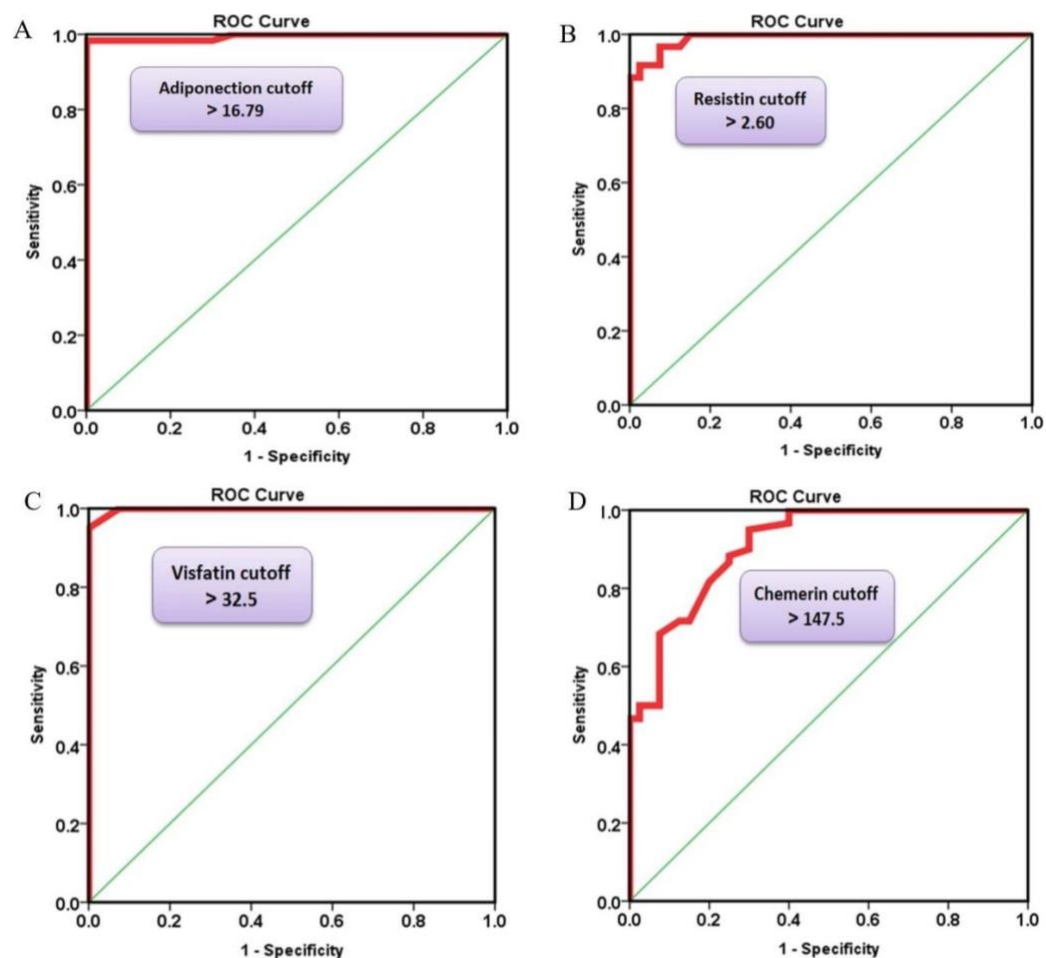 A
ROC Curve
1.0
0.8
0.6
0.4
0.2
0.0
Sensitivity
Adiponection cutoff
> 16.79
0.0 0.2 0.4 0.6 0.8 1.0
1 - Specificity
B
ROC Curve
1.0
0.8
0.6
0.4
0.2
0.0
Sensitivity
Resistin cutoff
> 2.60
0.0 0.2 0.4 0.6 0.8 1.0
1 - Specificity
C
ROC Curve
1.0
0.8
0.6
0.4
0.2
0.0
Sensitivity
Visfatin cutoff
> 32.5
0.0 0.2 0.4 0.6 0.8 1.0
1 - Specificity
D
ROC Curve
1.0
0.8
0.6
0.4
0.2
0.0
Sensitivity
Chemerin cutoff
> 147.5
0.0 0.2 0.4 0.6 0.8 1.0
1 - Specificity